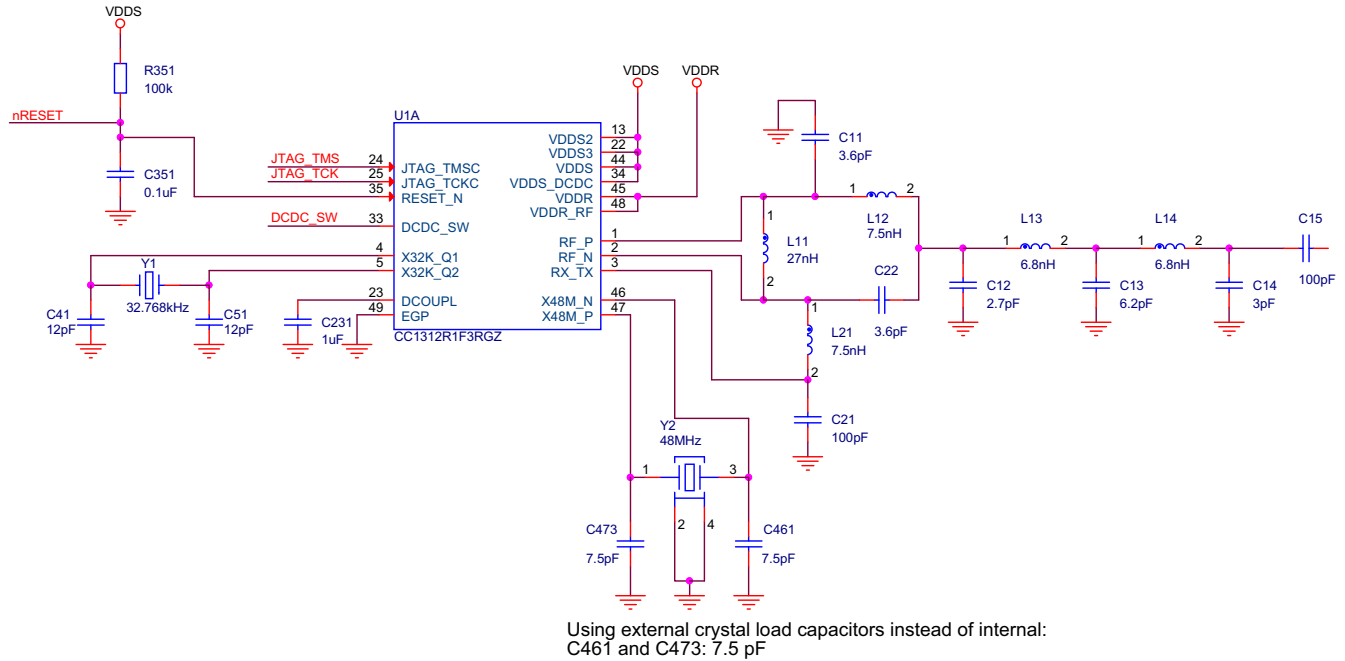 VDDS
R351
100k
nRESET
C351
0.1uF
VDDS
VDDR
U1A
JTAG_TMS
24
JTAG_TMSC
JTAG_TCK
25
JTAG_TCKC
35
RESET_N
DCDC_SW
33
DCDC_SW
4
X32K_Q1
5
X32K_Q2
23
DCOUPL
49
EGP
VDDS2
13
VDDS3
22
VDDS
44
VDDS_DCDC
34
VDDR
45
VDDR_RF
48
RF_P
1
RF_N
2
RX_TX
3
X48M_N
46
X48M_P
47
CC1312R1F3RGZ
Y1
32.768kHz
C41
12pF
C51
12pF
C231
1uF
C11
3.6pF
1
L11
27nH
2
1
2
L12
7.5nH
C22
3.6pF
1
L21
7.5nH
2
C21
100pF
C12
2.7pF
L13
1
2
6.8nH
C13
6.2pF
L14
1
2
6.8nH
C14
3pF
C15
100pF
Y2
48MHz
1
3
2
4
C473
7.5pF
C461
7.5pF
Using external crystal load capacitors instead of internal:
C461 and C473: 7.5 pF